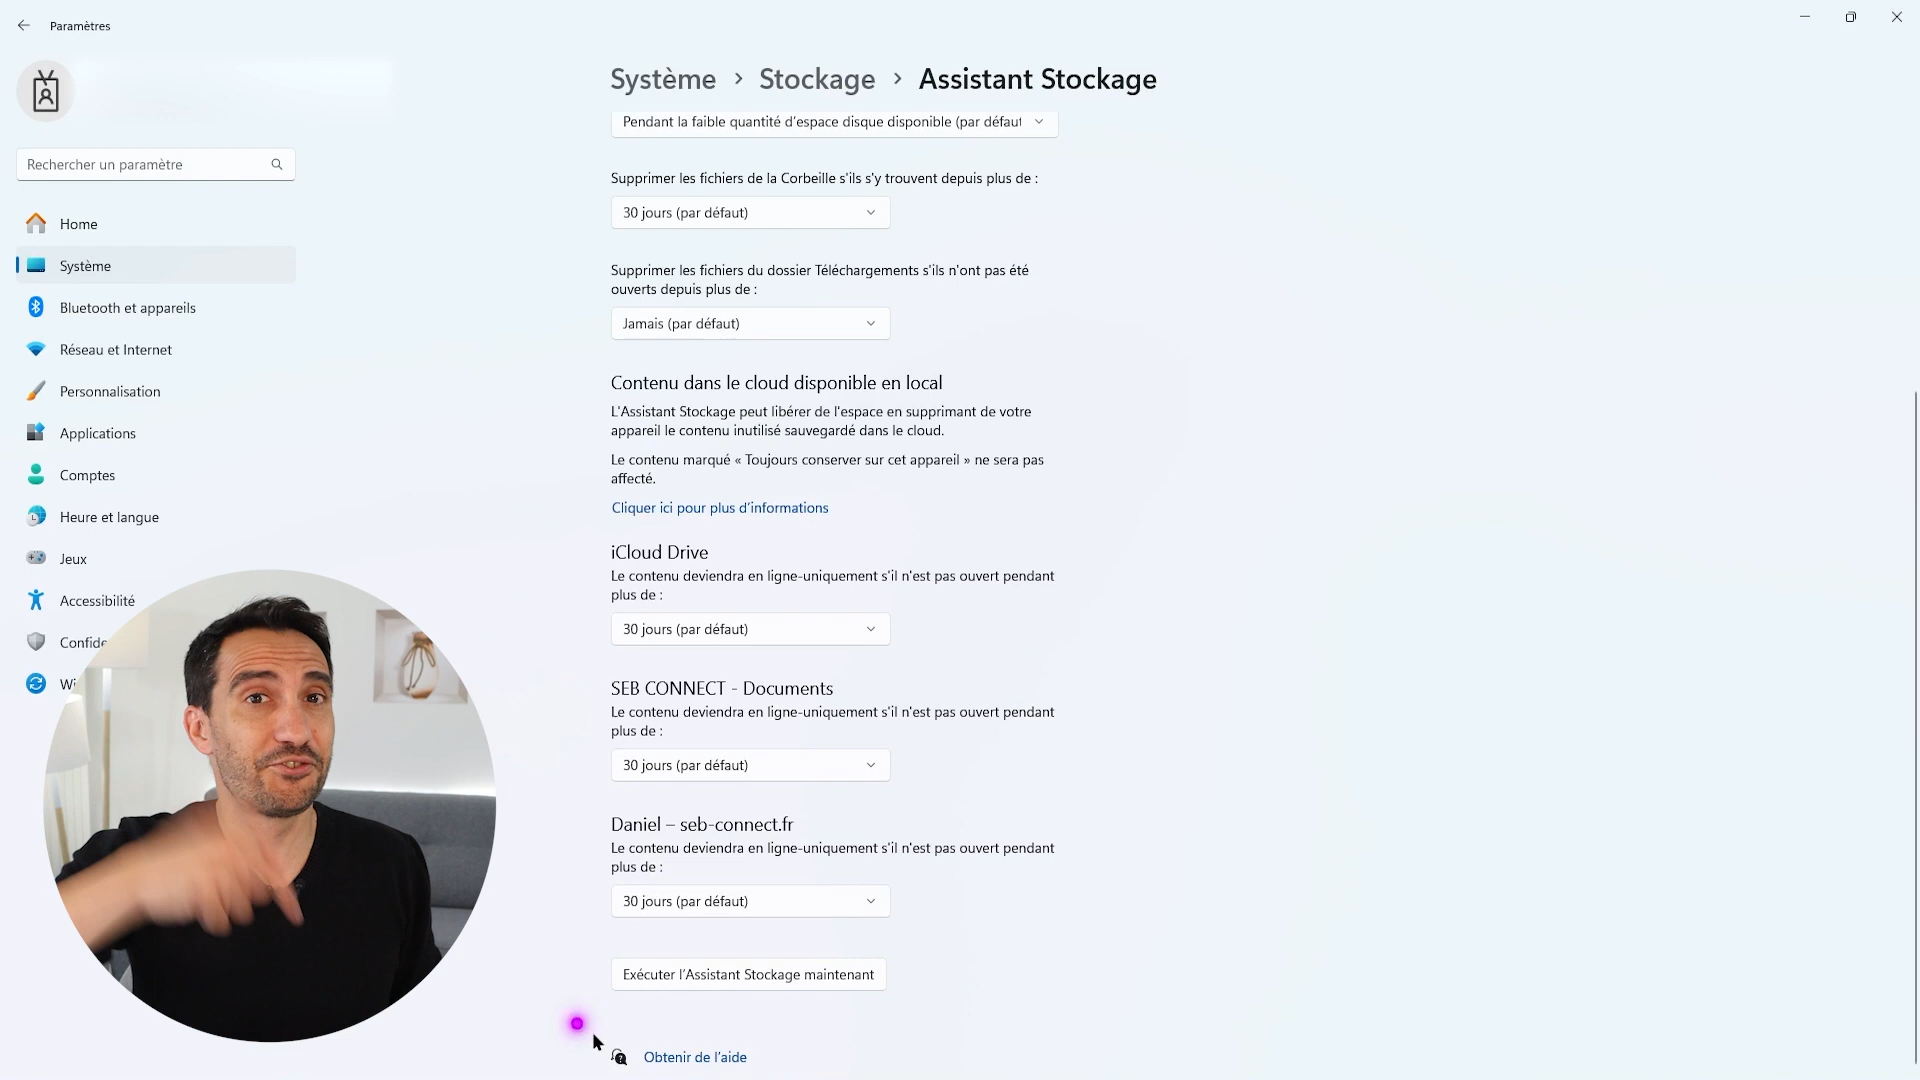 Paramètres
Système > Stockage > Assistant Stockage
Rechercher un paramètre
Home
Système
Bluetooth et appareils
Réseau et Internet
Personnalisation
Applications
Comptes
Heure et langue
Jeux
Accessibilité
Confide
Wi
Pendant la faible quantité d'espace disque disponible (par défaut
Supprimer les fichiers de la Corbeille s'ils s'y trouvent depuis plus de :
30 jours (par défaut)
Supprimer les fichiers du dossier Téléchargements s'ils n'ont pas été
ouverts depuis plus de :
Jamais (par défaut)
Contenu dans le cloud disponible en local
L'Assistant Stockage peut libérer de l'espace en supprimant de votre
appareil le contenu inutilisé sauvegardé dans le cloud.
Le contenu marqué « Toujours conserver sur cet appareil » ne sera pas
affecté.
Cliquer ici pour plus d'informations
iCloud Drive
Le contenu deviendra en ligne-uniquement s'il n'est pas ouvert pendant
plus de :
30 jours (par défaut)
SEB CONNECT - Documents
Le contenu deviendra en ligne-uniquement s'il n'est pas ouvert pendant
plus de :
30 jours (par défaut)
Daniel – seb-connect.fr
Le contenu deviendra en ligne-uniquement s'il n'est pas ouvert pendant
plus de :
30 jours (par défaut)
Exécuter l'Assistant Stockage maintenant
Obtenir de l'aide